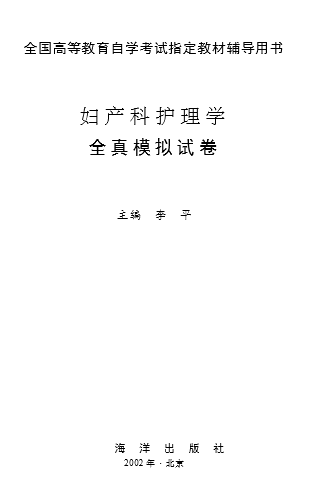 全国高等教育自学考试指定教材辅导用书
妇产科护理学
全真模拟试卷
主编 李 平
海洋出版社
2002年·北京